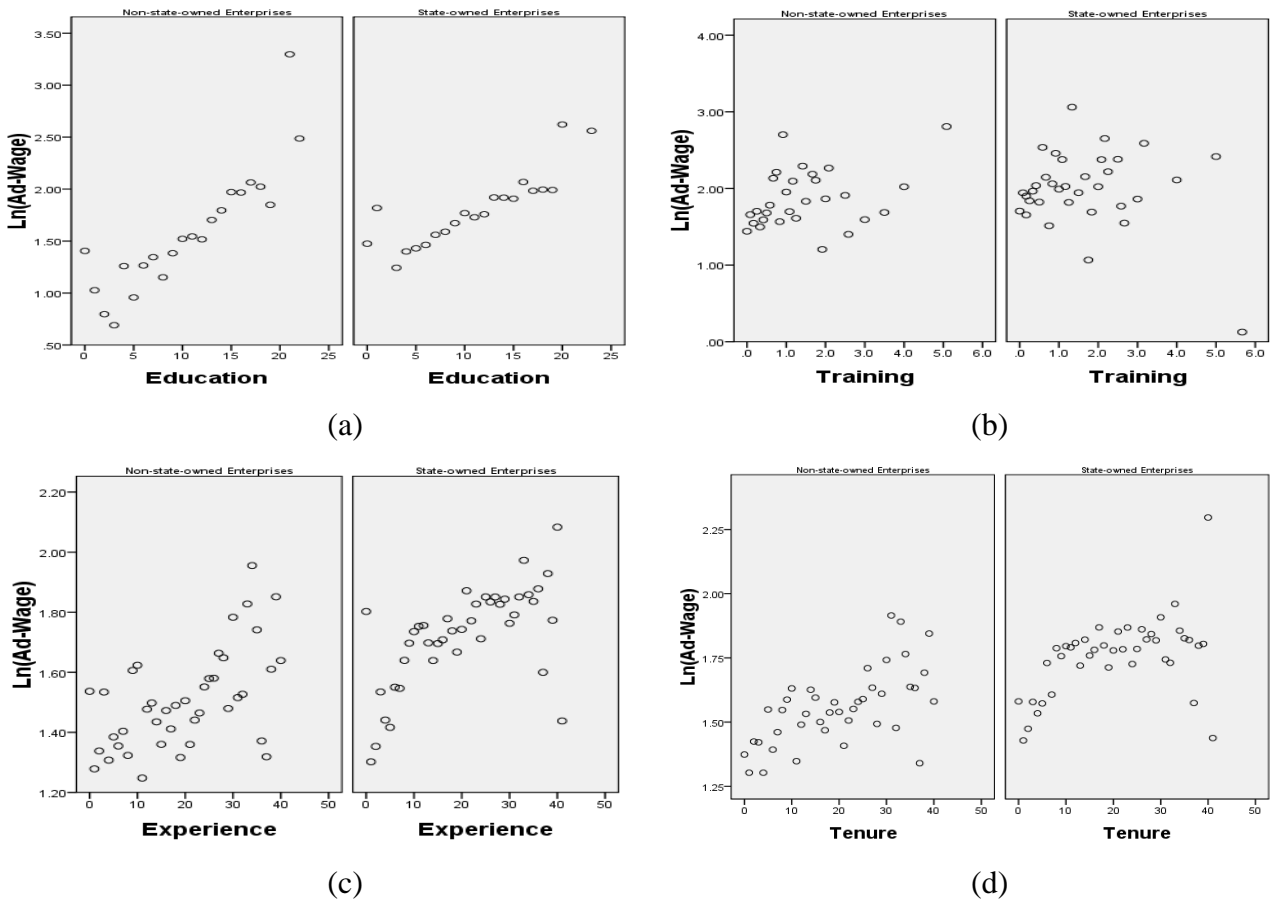 Non-state-owned Enterprises State-owned Enterprises
3.50
3.00
2.50
2.00
1.50
1.00
.50
Ln(Ad-Wage)
0 5 10 15 20 25 0 5 10 15 20 25
Education Education
(a)
Non-state-owned Enterprises State-owned Enterprises
4.00
3.00
2.00
1.00
.00
Ln(Ad-Wage)
.0 1.0 2.0 3.0 4.0 5.0 6.0 .0 1.0 2.0 3.0 4.0 5.0 6.0
Training Training
(b)
Non-state-owned Enterprises State-owned Enterprises
2.20
2.00
1.80
1.60
1.40
1.20
Ln(Ad-Wage)
0 10 20 30 40 50 0 10 20 30 40 50
Experience Experience
(c)
Non-state-owned Enterprises State-owned Enterprises
2.25
2.00
1.75
1.50
1.25
Ln(Ad-Wage)
0 10 20 30 40 50 0 10 20 30 40 50
Tenure Tenure
(d)